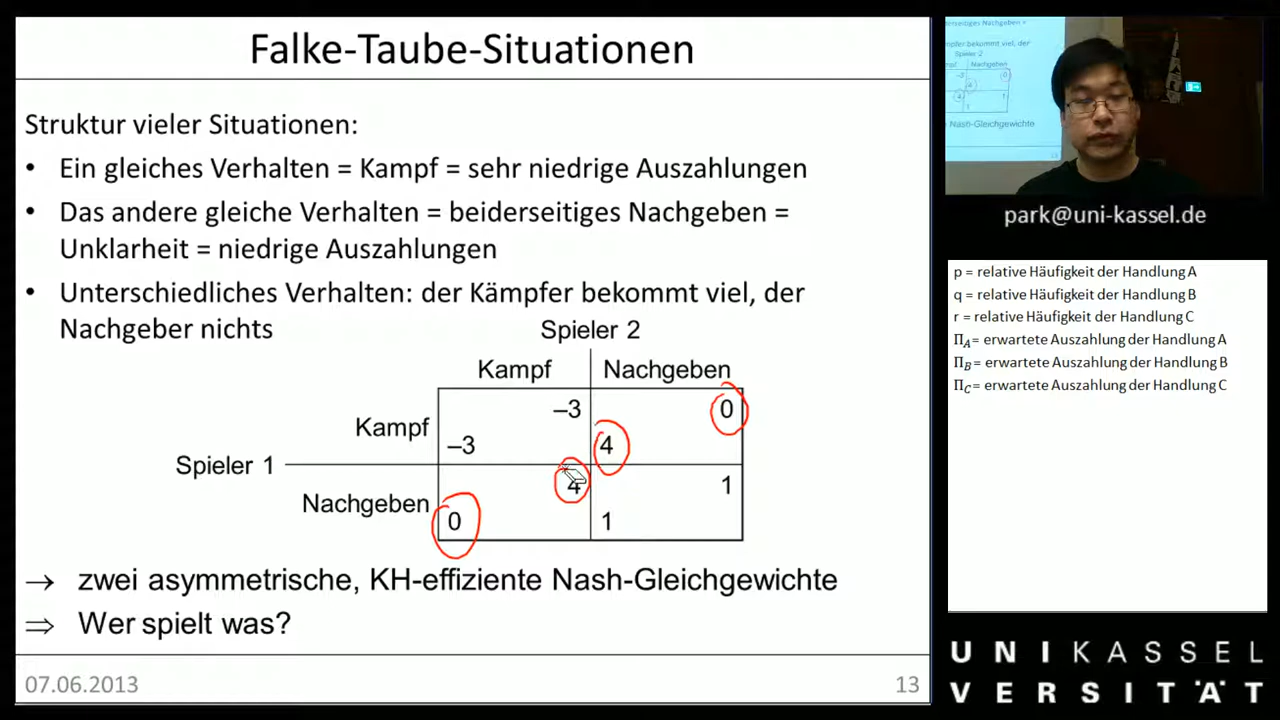 Falke-Taube-Situationen
Struktur vieler Situationen:
• Ein gleiches Verhalten = Kampf = sehr niedrige Auszahlungen
• Das andere gleiche Verhalten = beiderseitiges Nachgeben =
Unklarheit = niedrige Auszahlungen
• Unterschiedliches Verhalten: der Kämpfer bekommt viel, der
Nachgeber nichts
Spieler 2
Kampf Nachgeben
–3 0
Kampf
–3 4
Spieler 1
4 1
Nachgeben
0 1
→ zwei asymmetrische, KH-effiziente Nash-Gleichgewichte
⇒ Wer spielt was?
07.06.2013 13
park@uni-kassel.de
p = relative Häufigkeit der Handlung A
q = relative Häufigkeit der Handlung B
r = relative Häufigkeit der Handlung C
Π_A = erwartete Auszahlung der Handlung A
Π_B = erwartete Auszahlung der Handlung B
Π_C = erwartete Auszahlung der Handlung C
UNIKASSEL
VERSITÄT